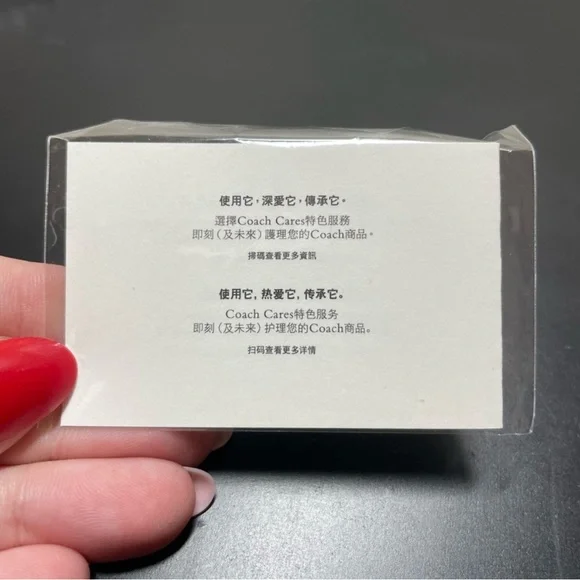 使用它，深愛它，傳承它。
選擇Coach Cares特色服務
即刻（及未來）護理您的Coach商品。
掃碼查看更多資訊
使用它, 热爱它, 传承它。
Coach Cares特色服务
即刻（及未来）护理您的Coach商品。
扫码查看更多详情